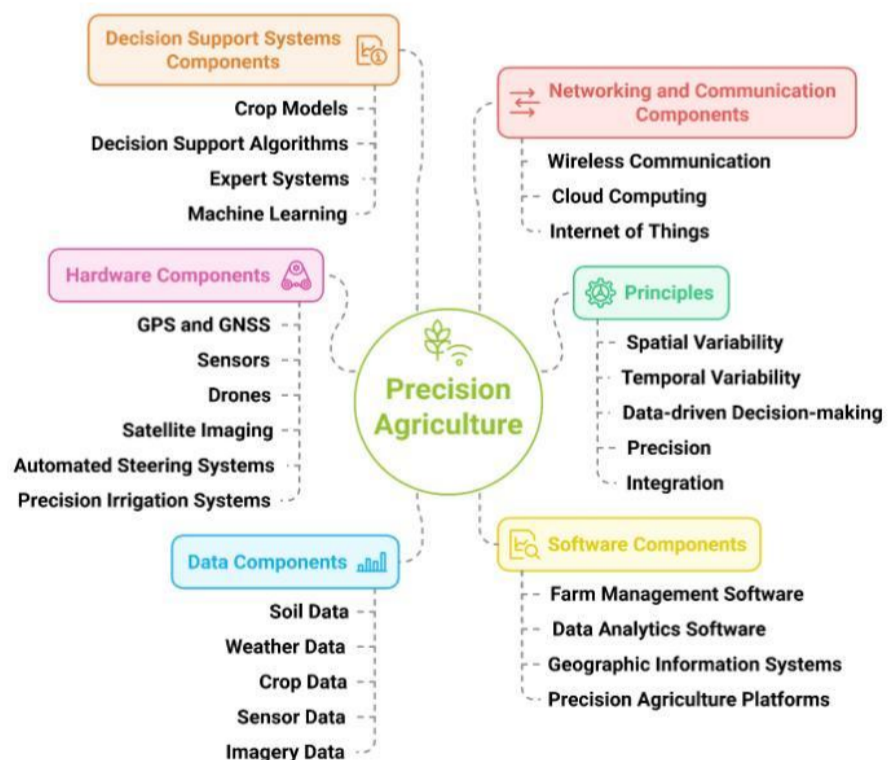 Decision Support Systems
Components
Crop Models
Decision Support Algorithms
Expert Systems
Machine Learning
Networking and Communication
Components
Wireless Communication
Cloud Computing
Internet of Things
Hardware Components
GPS and GNSS
Sensors
Drones
Satellite Imaging
Automated Steering Systems
Precision Irrigation Systems
Precision
Agriculture
Principles
Spatial Variability
Temporal Variability
Data-driven Decision-making
Precision
Integration
Data Components
Soil Data
Weather Data
Crop Data
Sensor Data
Imagery Data
Software Components
Farm Management Software
Data Analytics Software
Geographic Information Systems
Precision Agriculture Platforms